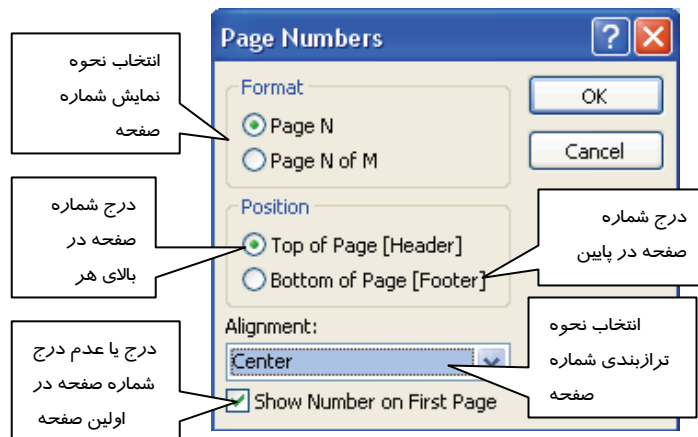 Page Numbers
انتخاب نحوه
نمایش شماره
صفحه
Format
Page N
Page N of M
OK
Cancel
درج شماره
صفحه در
بالای هر
Position
Top of Page [Header]
Bottom of Page [Footer]
درج شماره
صفحه در پایین
Alignment:
Center
انتخاب نحوه
ترازبندی شماره
صفحه
درج یا عدم درج
شماره صفحه در
اولین صفحه
Show Number on First Page